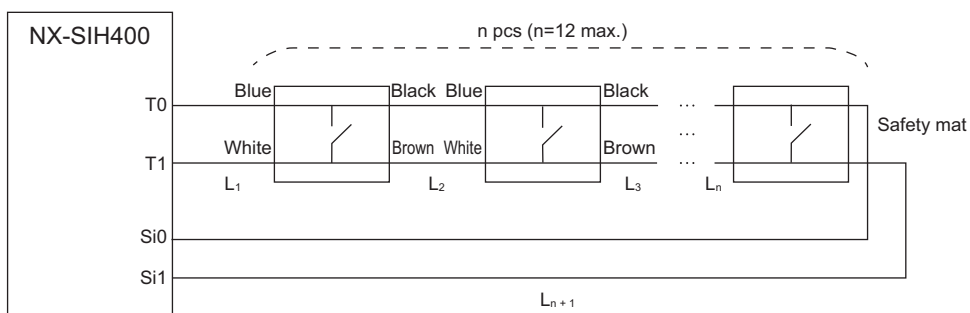 NX-SIH400
n pcs (n=12 max.)
T0 Blue Black Blue Black ...
...
Safety mat
T1 White Brown White Brown ...
L1 L2 L3 Ln
Si0
Si1
Ln + 1